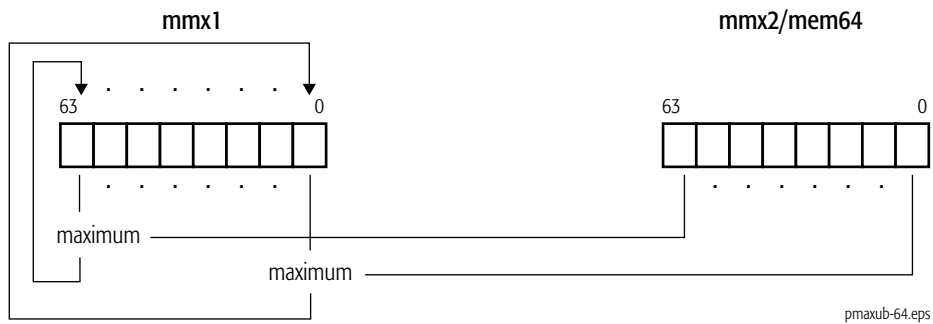 mmx1 mmx2/mem64
. . . . . .
63 0 63 0
. . . . . . . . . . . .
maximum
maximum
pmaxub-64.eps